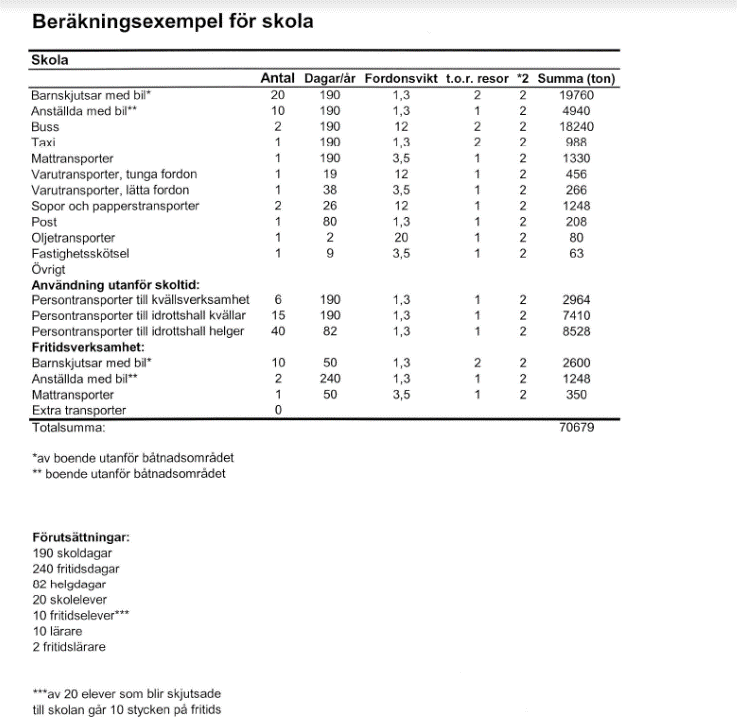 Beräkningsexempel för skola
Skola
Antal Dagar/år Fordonsvikt t.o.r. resor *2 Summa (ton)
Barnskjutsar med bil* 20 190 1,3 2 2 19760
Anställda med bil** 10 190 1,3 1 2 4940
Buss 2 190 12 2 2 18240
Taxi 1 190 1,3 2 2 988
Mattransporter 1 190 3,5 1 2 1330
Varutransporter, tunga fordon 1 19 12 1 2 456
Varutransporter, lätta fordon 1 38 3,5 1 2 266
Sopor och papperstransporter 2 26 12 1 2 1248
Post 1 80 1,3 1 2 208
Oljetransporter 1 2 20 1 2 80
Fastighetsskötsel 1 9 3,5 1 2 63
Övrigt
Användning utanför skoltid:
Persontransporter till kvällsverksamhet 6 190 1,3 1 2 2964
Persontransporter till idrottshall kvällar 15 190 1,3 1 2 7410
Persontransporter till idrottshall helger 40 82 1,3 1 2 8528
Fritidsverksamhet:
Barnskjutsar med bil* 10 50 1,3 2 2 2600
Anställda med bil** 2 240 1,3 1 2 1248
Mattransporter 1 50 3,5 1 2 350
Extra transporter 0
Totalsumma: 70679
*av boende utanför båtnadsområdet
** boende utanför båtnadsområdet
Förutsättningar:
190 skoldagar
240 fritidsdagar
82 helgdagar
20 skolelever
10 fritidselever***
10 lärare
2 fritidslärare
***av 20 elever som blir skjutsade
till skolan går 10 stycken på fritids